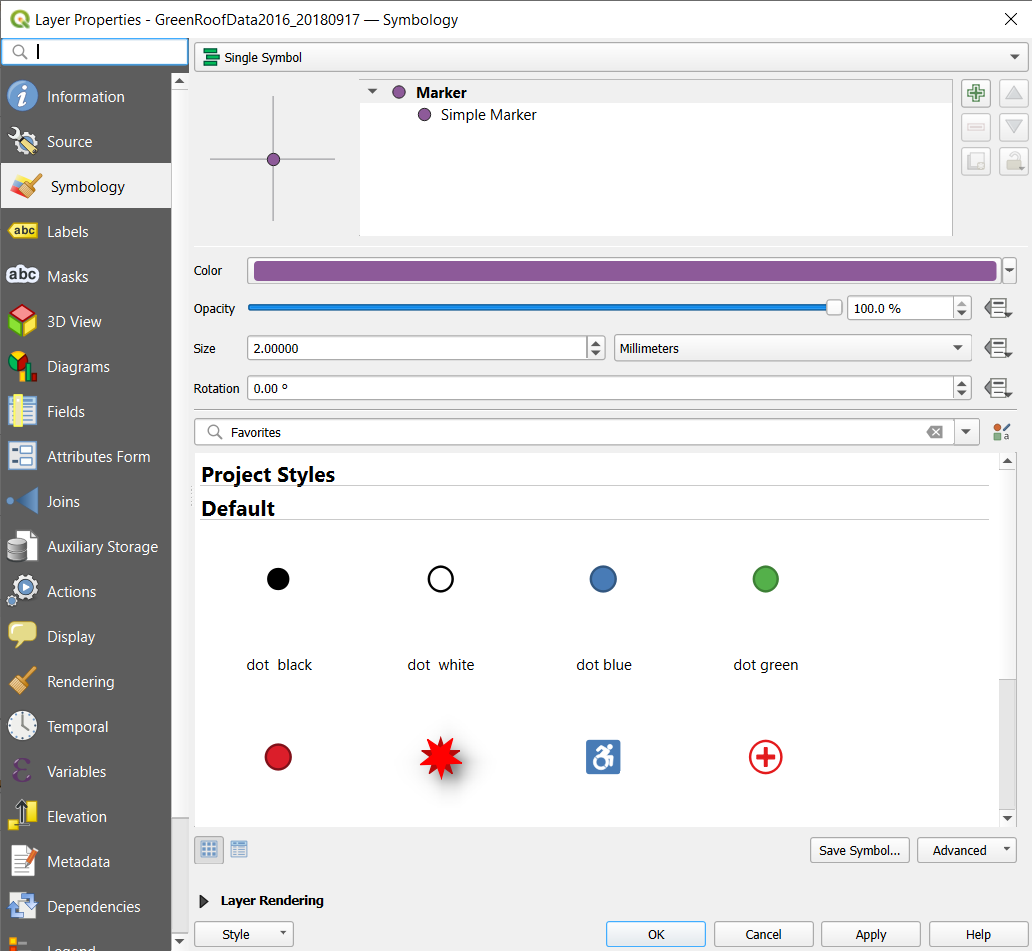 Layer Properties - GreenRoofData2016_20180917 — Symbology
Single Symbol
Information
Source
Symbology
abc Labels
abc Masks
3D View
Diagrams
Fields
Attributes Form
Joins
Auxiliary Storage
Actions
Display
Rendering
Temporal
ε Variables
Elevation
Metadata
Dependencies
Legend
Marker
Simple Marker
Color
Opacity
100.0 %
Size
2.00000
Millimeters
Rotation
0.00 °
Favorites
a
Project Styles
Default
dot black
dot white
dot blue
dot green
Save Symbol...
Advanced
Layer Rendering
Style
OK
Cancel
Apply
Help